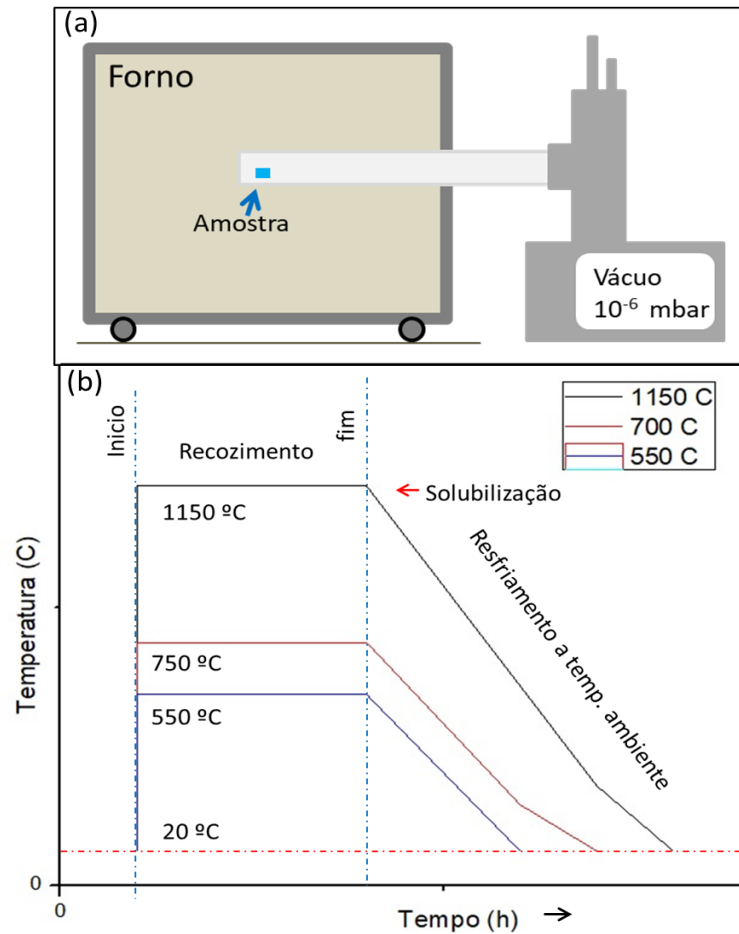 (a)
Forno
Amostra
Vácuo
10⁻⁶ mbar
(b)
Inicio
Recozimento
fim
1150 C
700 C
550 C
Solubilização
1150 ºC
750 ºC
550 ºC
20 ºC
Resfriamento a temp. ambiente
Temperatura (C)
0
0
Tempo (h)